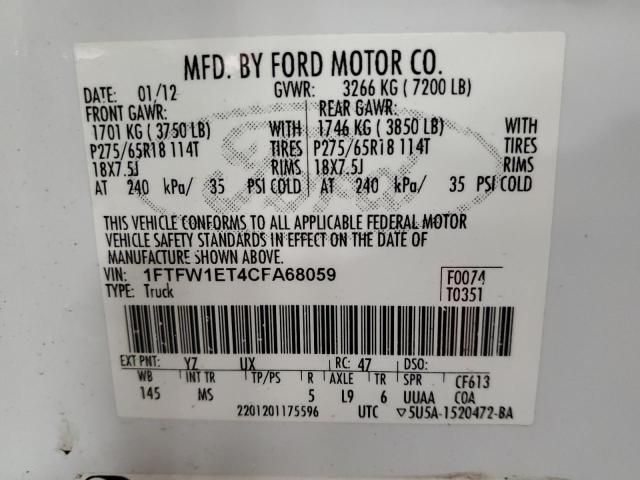 MFD. BY FORD MOTOR CO.
DATE: 01/12 GVWR: 3266 KG ( 7200 LB)
FRONT GAWR: REAR GAWR:
1701 KG ( 3750 LB) WITH 1746 KG ( 3850 LB) WITH
P275/65R18 114T TIRES P275/65R18 114T TIRES
18X7.5J RIMS 18X7.5J RIMS
AT 240 kPa/ 35 PSI COLD AT 240 kPa/ 35 PSI COLD
Ford
THIS VEHICLE CONFORMS TO ALL APPLICABLE FEDERAL MOTOR
VEHICLE SAFETY STANDARDS IN EFFECT ON THE DATE OF
MANUFACTURE SHOWN ABOVE.
VIN: 1FTFW1ET4CFA68059 F0074
TYPE: Truck T0351
EXT PNT: YZ UX RC: 47 DSO:
WB INT TR TP/PS R AXLE TR SPR CF613
145 MS 5 L9 6 UUAA COA
2201201175596 UTC ▽5U5A-1520472-BA